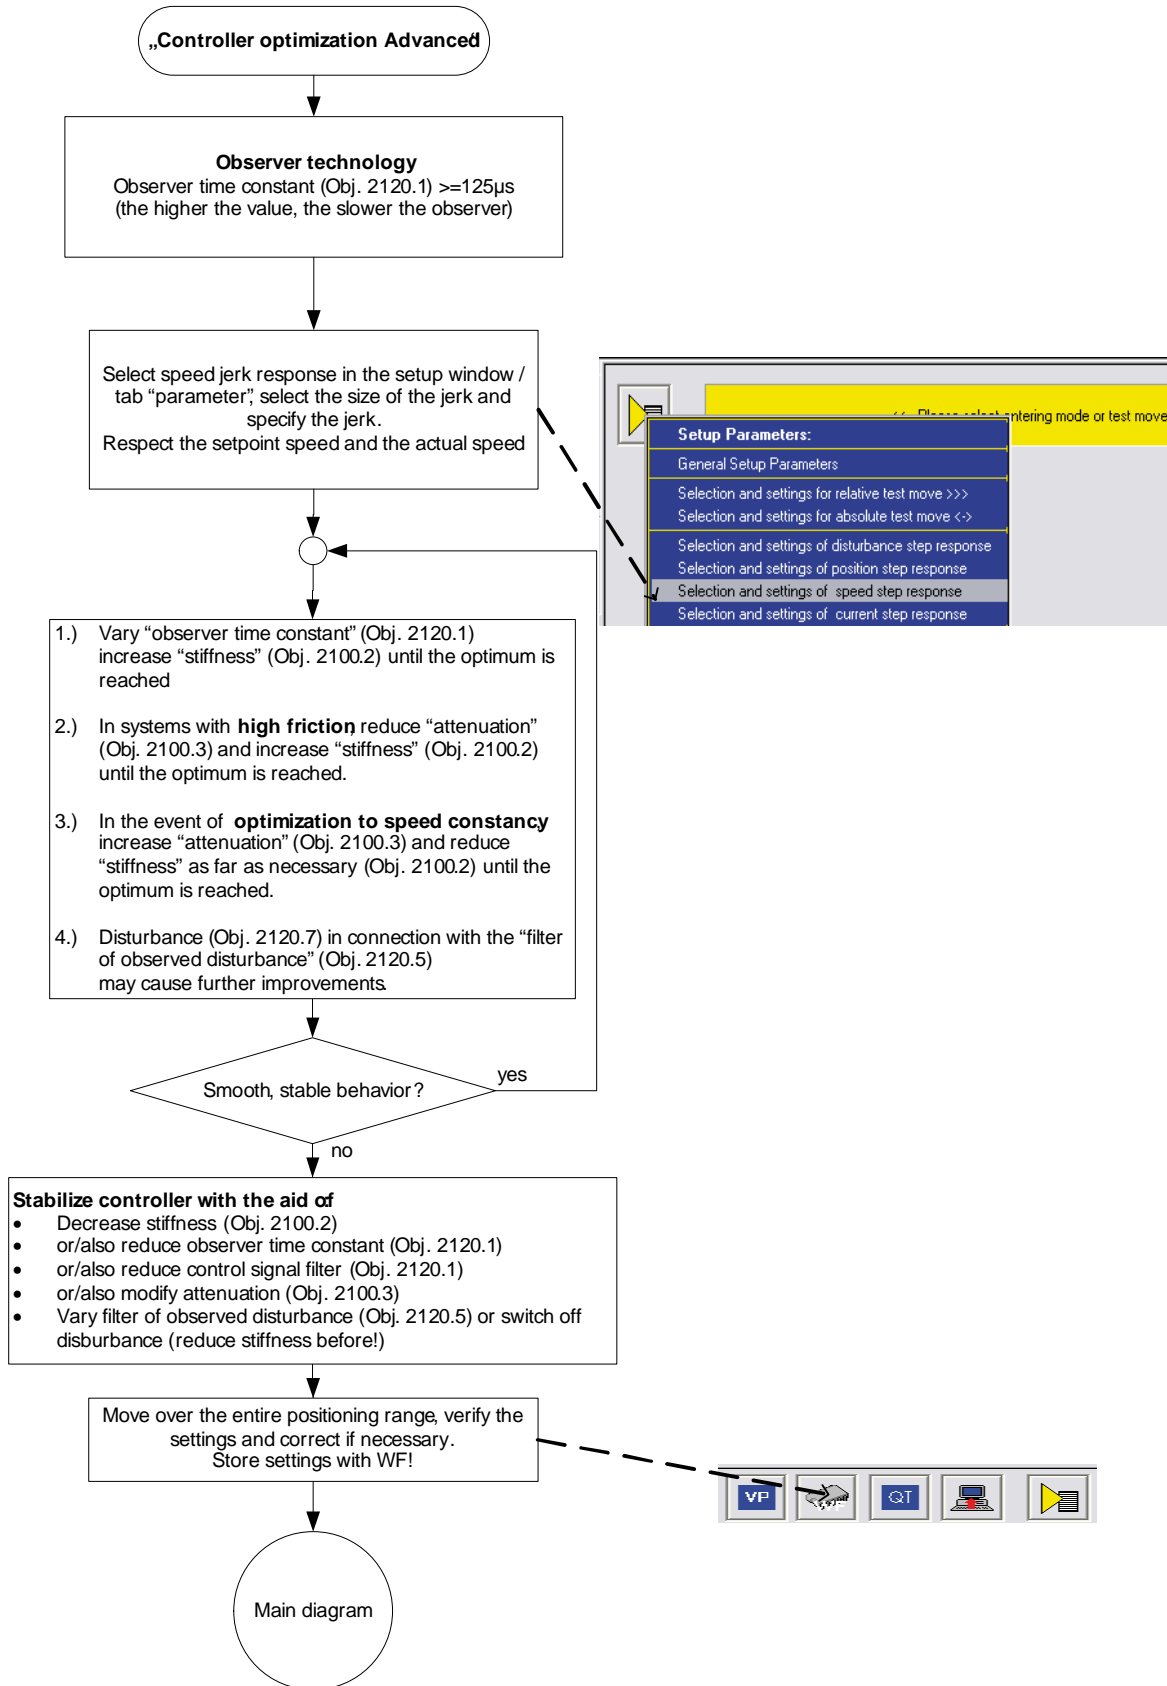 „Controller optimization Advanced“
Observer technology
Observer time constant (Obj. 2120.1) >=125µs
(the higher the value, the slower the observer)
Select speed jerk response in the setup window /
tab “parameter”, select the size of the jerk and
specify the jerk.
Respect the setpoint speed and the actual speed
entering mode or test move
Setup Parameters:
General Setup Parameters
Selection and settings for relative test move >>>
Selection and settings for absolute test move <->
Selection and settings of disturbance step response
Selection and settings of position step response
Selection and settings of speed step response
Selection and settings of current step response
1.) Vary “observer time constant” (Obj. 2120.1)
increase “stiffness” (Obj. 2100.2) until the optimum is
reached
2.) In systems with high friction, reduce “attenuation”
(Obj. 2100.3) and increase “stiffness” (Obj. 2100.2)
until the optimum is reached.
3.) In the event of optimization to speed constancy,
increase “attenuation” (Obj. 2100.3) and reduce
“stiffness” as far as necessary (Obj. 2100.2) until the
optimum is reached.
4.) Disturbance (Obj. 2120.7) in connection with the “filter
of observed disturbance” (Obj. 2120.5)
may cause further improvements.
Smooth, stable behavior?
yes
no
Stabilize controller with the aid of:
• Decrease stiffness (Obj. 2100.2)
• or/also reduce observer time constant (Obj. 2120.1)
• or/also reduce control signal filter (Obj. 2120.1)
• or/also modify attenuation (Obj. 2100.3)
• Vary filter of observed disturbance (Obj. 2120.5) or switch off
disburbance (reduce stiffness before!)
Move over the entire positioning range, verify the
settings and correct if necessary.
Store settings with WF!
VP
QT
Main diagram